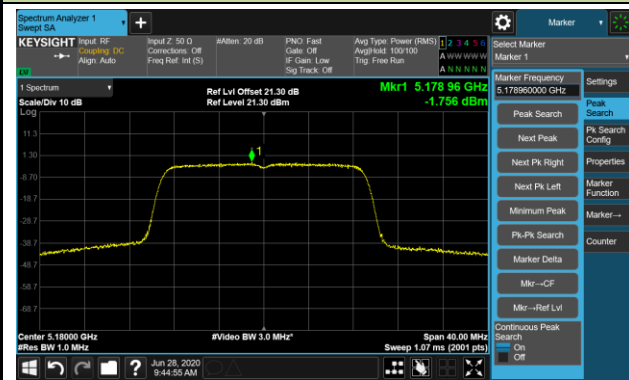 Spectrum Analyzer 1
Swept SA
Marker
KEYSIGHT
Input: RF
Coupling: DC
Align: Auto
Input Z: 50 Ω
Corrections: Off
Freq Ref: Int (S)
#Atten: 20 dB
PNO: Fast
Gate: Off
IF Gain: Low
Sig Track: Off
Avg Type: Power (RMS)
Avg|Hold: 100/100
Trig: Free Run
1 2 3 4 5 6
A W W W W W
A N N N N N
Select Marker
Marker 1
1 Spectrum
Scale/Div 10 dB
Log
Ref Lvl Offset 21.30 dB
Ref Level 21.30 dBm
Mkr1 5.178 96 GHz
-1.756 dBm
11.3
1.30
-8.70
-18.7
-28.7
-38.7
-48.7
-58.7
-68.7
1
Center 5.18000 GHz
#Res BW 1.0 MHz
#Video BW 3.0 MHz*
Span 40.00 MHz
Sweep 1.07 ms (2001 pts)
Marker Frequency
5.178960000 GHz
Peak Search
Next Peak
Next Pk Right
Next Pk Left
Minimum Peak
Pk-Pk Search
Marker Delta
Mkr→CF
Mkr→Ref Lvl
Continuous Peak
Search
On
Off
Settings
Peak
Search
Pk Search
Config
Properties
Marker
Function
Marker→
Counter
Jun 28, 2020
9:44:55 AM